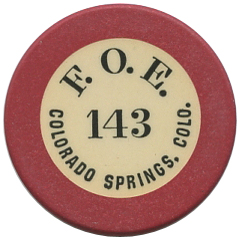 F. O. E.
143
COLORADO SPRINGS, COLO.